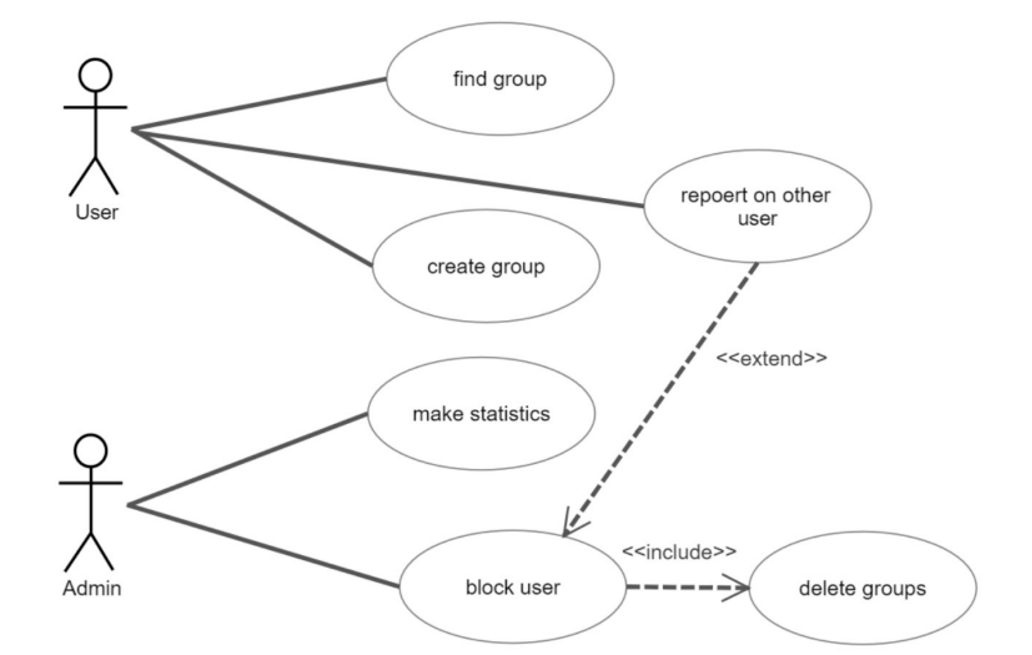 find group
repoert on other
user
User
create group
<<extend>>
make statistics
<<include>>
block user
delete groups
Admin